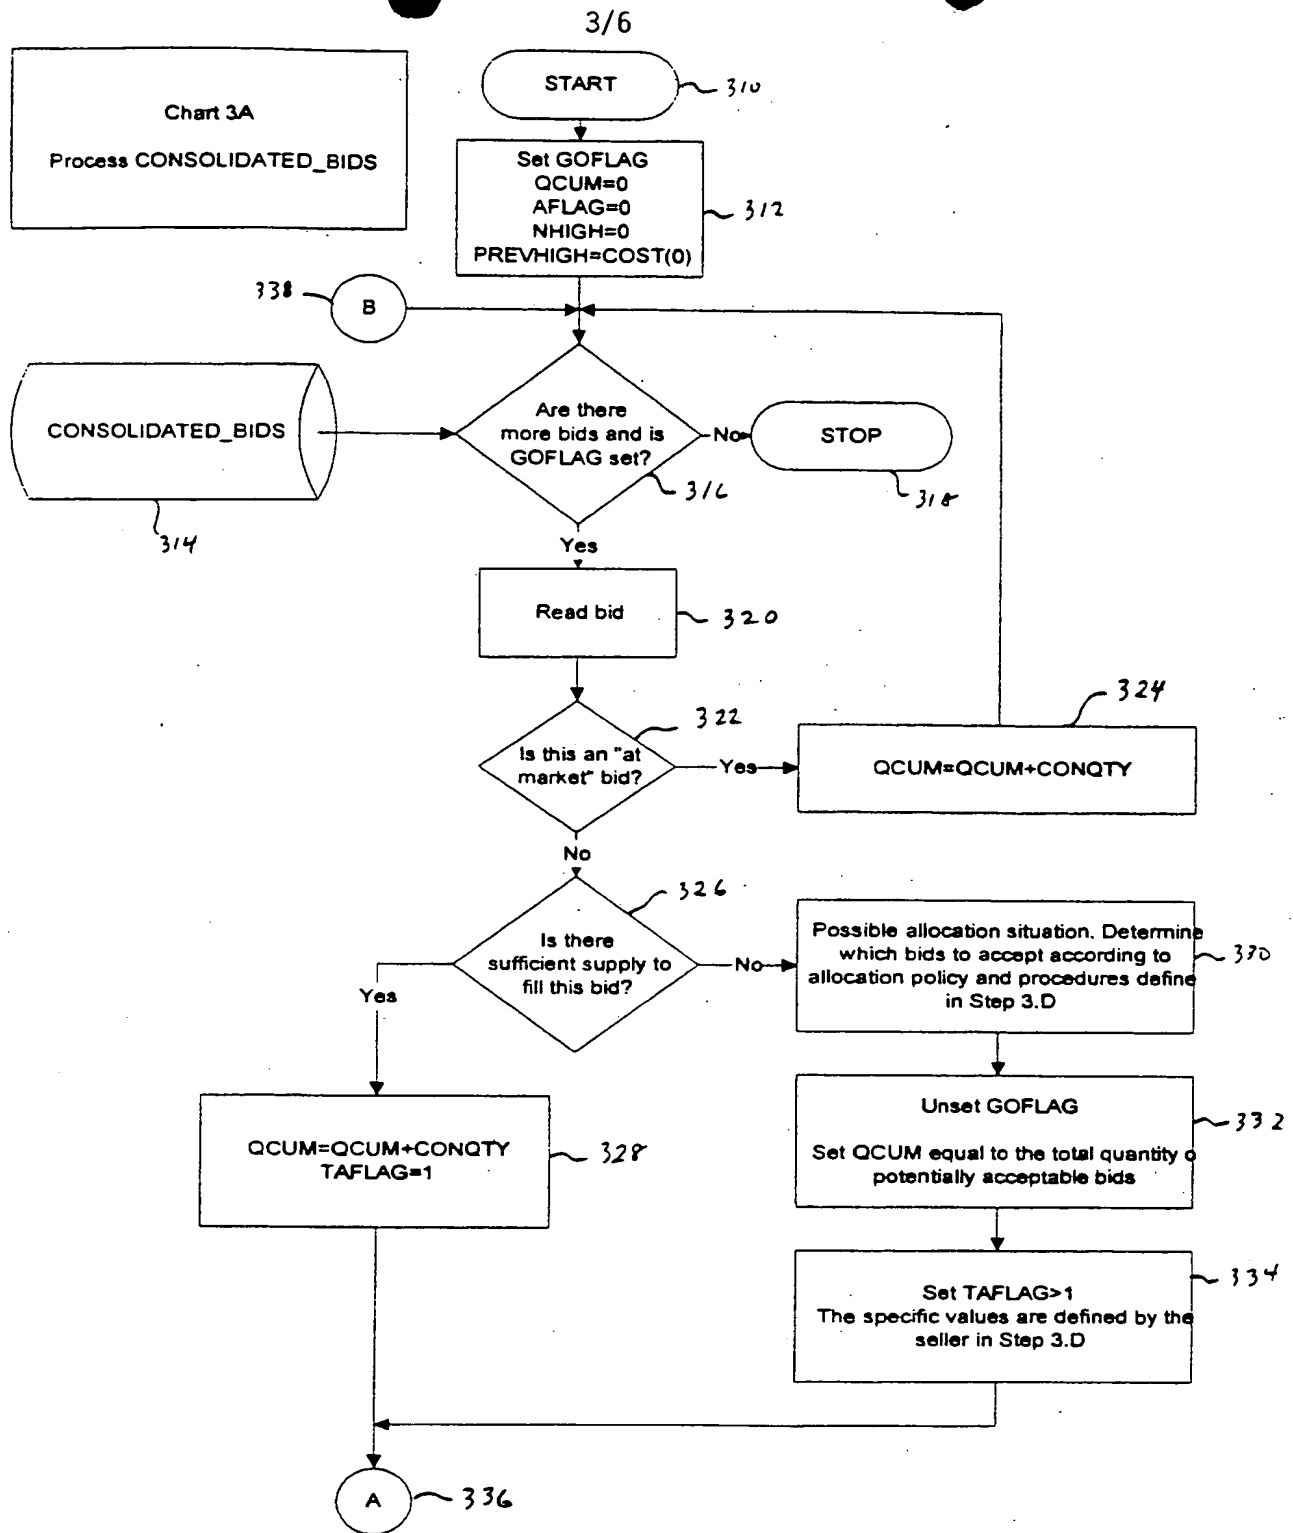 3/6
Chart 3A
Process CONSOLIDATED_BIDS
START
310
Set GOFLAG
QCUM=0
AFLAG=0
NHIGH=0
PREVHIGH=COST(0)
312
338
B
CONSOLIDATED_BIDS
314
Are there
more bids and is
GOFLAG set?
316
No
STOP
318
Yes
Read bid
320
322
Is this an "at
market" bid?
Yes
324
QCUM=QCUM+CONQTY
No
326
Is there
sufficient supply to
fill this bid?
No
Possible allocation situation. Determine
which bids to accept according to
allocation policy and procedures define
in Step 3.D
330
Yes
QCUM=QCUM+CONQTY
TAFLAG=1
328
Unset GOFLAG
Set QCUM equal to the total quantity o
potentially acceptable bids
332
Set TAFLAG>1
The specific values are defined by the
seller in Step 3.D
334
A
336